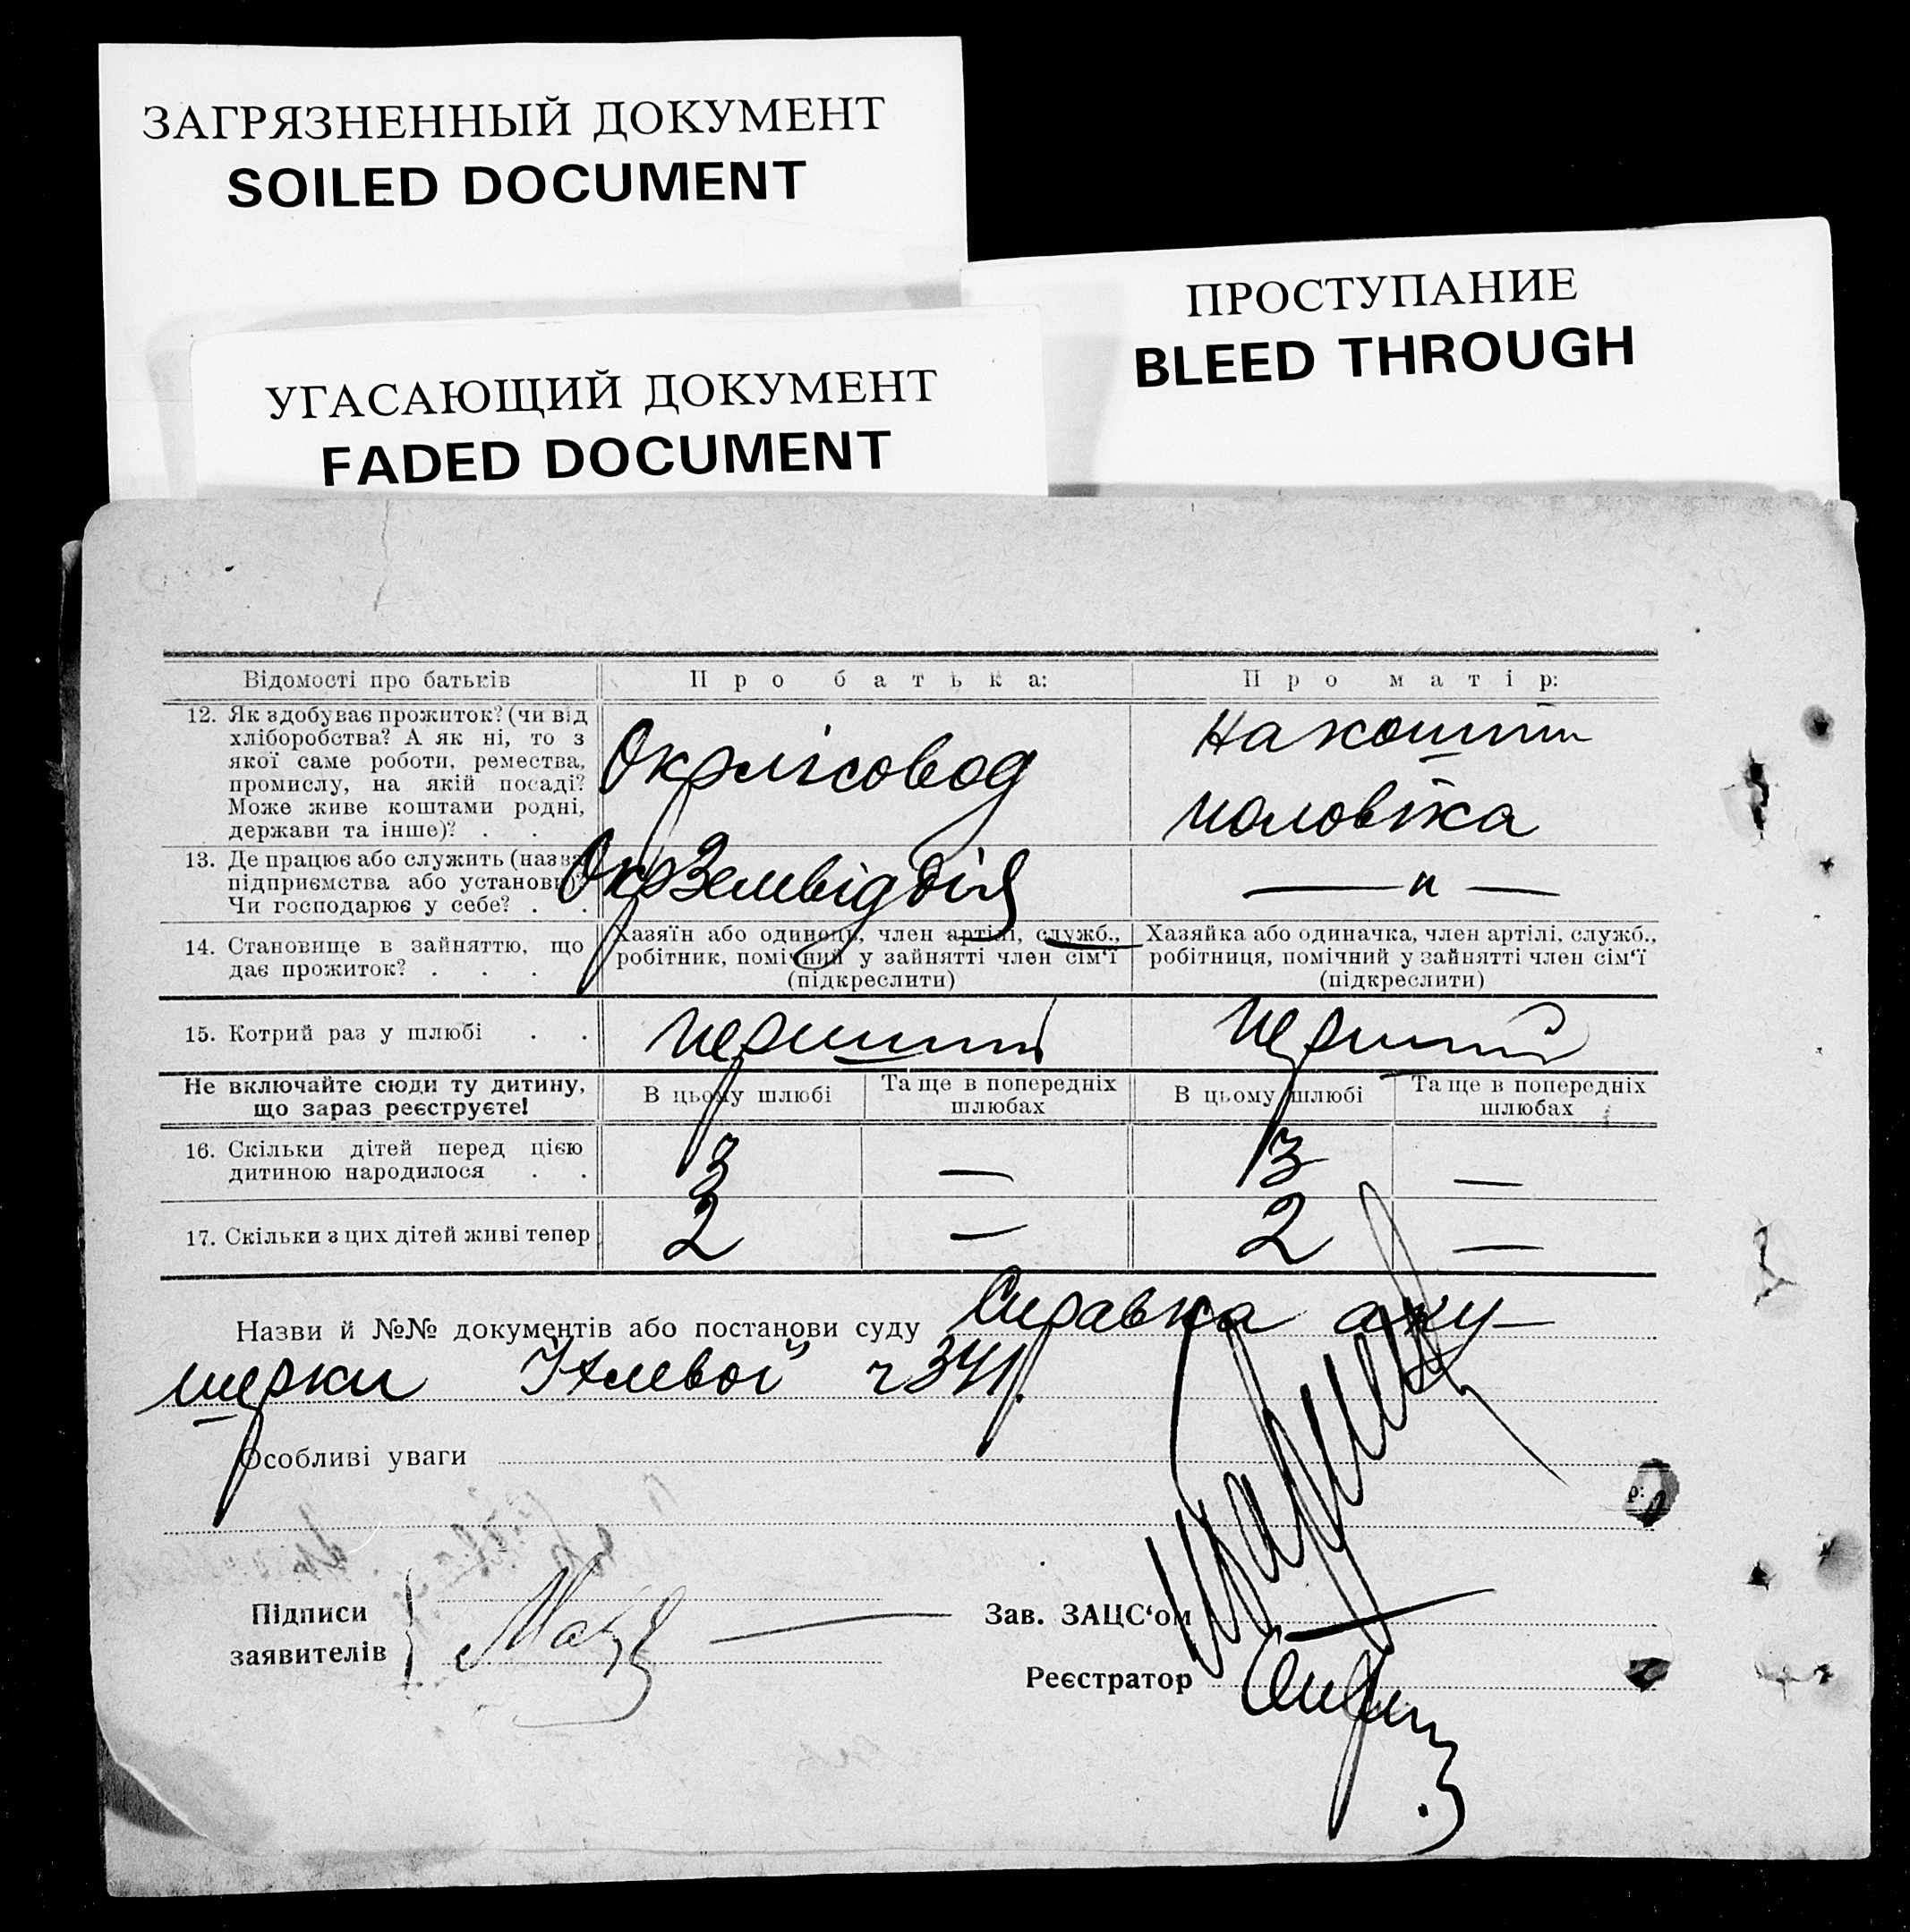 ЗАГРЯЗНЕННЫЙ ДОКУМЕНТ
SOILED DOCUMENT
ПРОСТУПАНИЕ
BLEED THROUGH
УГАСАЮЩИЙ ДОКУМЕНТ
FADED DOCUMENT
Відомості про батьків
Про батька:
Про матір:
12. Як здобуває прожиток? (чи від
хліборобства? А як ні, то з
якої саме роботи, ремества,
промислу, на якій посаді?
Може живе коштами родні,
держави та інше)? . . .
Окрлісовод
На кошти
чоловіка
13. Де працює або служить (назва
підприємства або установи)?
Чи господарює у себе? . .
ОкрЗемвідділ
— " —
14. Становище в зайняттю, що
дає прожиток? . . .
Хазяїн або одинець, член артілі, служб.,
робітник, помічний у зайнятті член сім'ї
(підкреслити)
Хазяйка або одиначка, член артілі, служб.,
робітниця, помічний у зайнятті член сім'ї
(підкреслити)
15. Котрий раз у шлюбі . .
перший
перший
Не включайте сюди ту дитину,
що зараз реєструєте!
В цьому шлюбі
Та ще в попередніх
шлюбах
В цьому шлюбі
Та ще в попередніх
шлюбах
16. Скільки дітей перед цією
дитиною народилося . .
3 — 3 —
17. Скільки з цих дітей живі тепер
2 — 2 —
Назви й №№ документів або постанови суду Справка аку-
шерки ч 341.
Особливі уваги
Підписи
заявителів
Зав. ЗАЦС'ом
Реєстратор